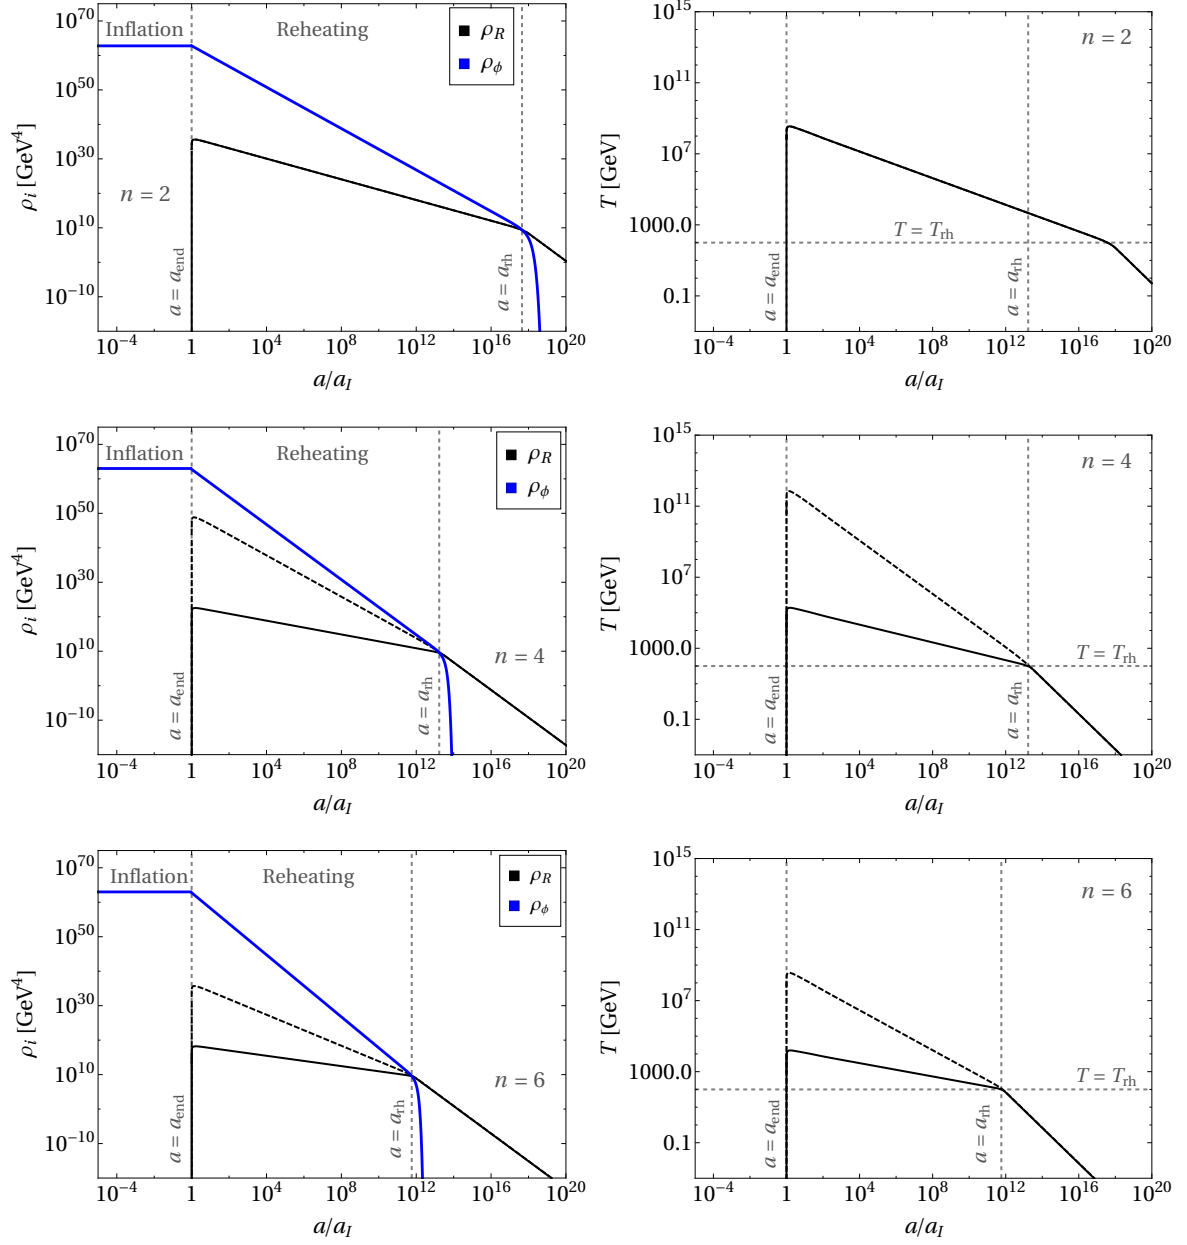 Inflation Reheating
ρ_R
ρ_ϕ
n = 2
a = a_end
a = a_rh
10^70
10^50
10^30
10^10
10^-10
ρ_i [GeV^4]
10^-4 1 10^4 10^8 10^12 10^16 10^20
a/a_I
n = 2
T = T_rh
a = a_end
a = a_rh
10^15
10^11
10^7
1000.0
0.1
T [GeV]
10^-4 1 10^4 10^8 10^12 10^16 10^20
a/a_I
Inflation Reheating
ρ_R
ρ_ϕ
n = 4
a = a_end
a = a_rh
10^70
10^50
10^30
10^10
10^-10
ρ_i [GeV^4]
10^-4 1 10^4 10^8 10^12 10^16 10^20
a/a_I
n = 4
T = T_rh
a = a_end
a = a_rh
10^15
10^11
10^7
1000.0
0.1
T [GeV]
10^-4 1 10^4 10^8 10^12 10^16 10^20
a/a_I
Inflation Reheating
ρ_R
ρ_ϕ
n = 6
a = a_end
a = a_rh
10^70
10^50
10^30
10^10
10^-10
ρ_i [GeV^4]
10^-4 1 10^4 10^8 10^12 10^16 10^20
a/a_I
n = 6
T = T_rh
a = a_end
a = a_rh
10^15
10^11
10^7
1000.0
0.1
T [GeV]
10^-4 1 10^4 10^8 10^12 10^16 10^20
a/a_I